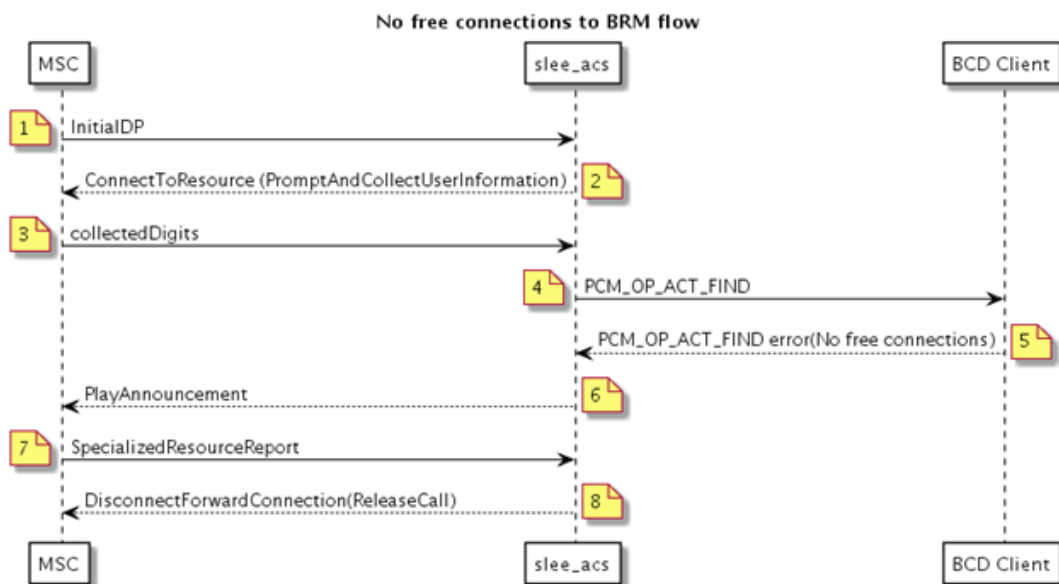 No free connections to BRM flow
MSC slee_acs BCD Client
1 InitialDP
ConnectToResource (PromptAndCollectUserInformation) 2
3 collectedDigits
4 PCM_OP_ACT_FIND
PCM_OP_ACT_FIND error(No free connections) 5
PlayAnnouncement 6
7 SpecializedResourceReport
DisconnectForwardConnection(ReleaseCall) 8
MSC slee_acs BCD Client